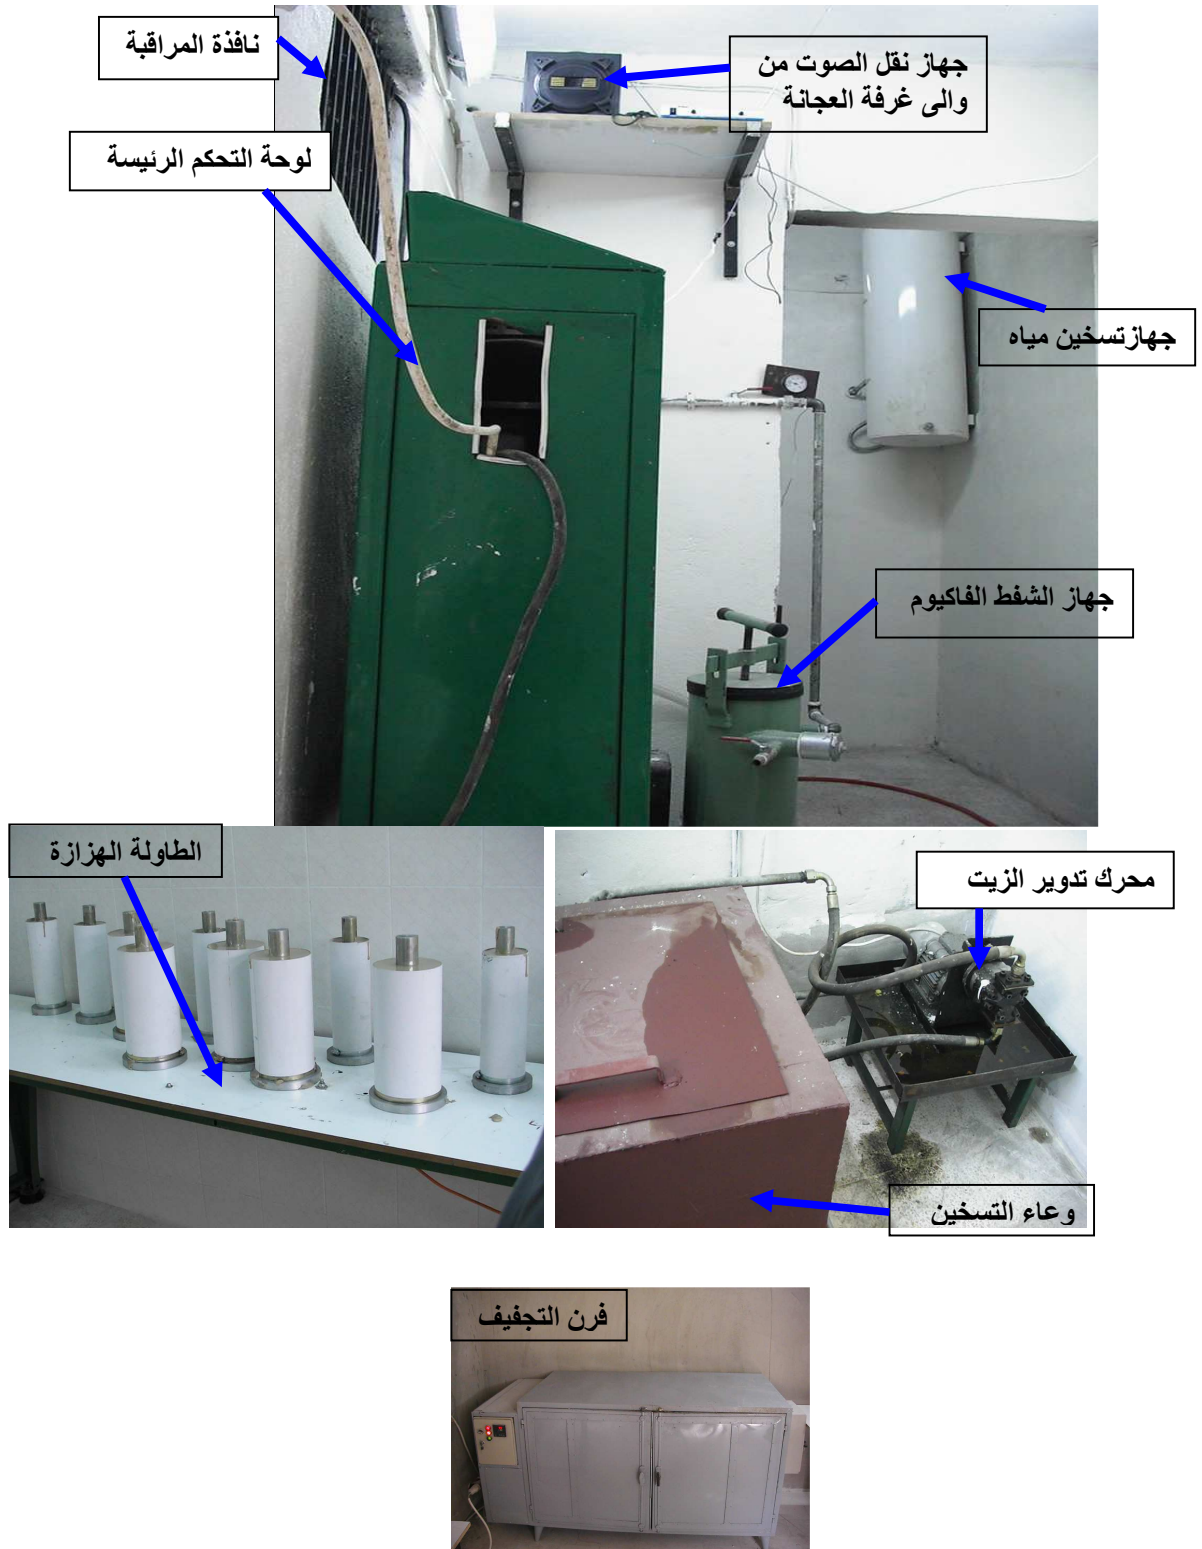 نافذة المراقبة
جهاز نقل الصوت من
والى غرفة العجانة
لوحة التحكم الرئيسة
جهازتسخين مياه
جهاز الشفط الفاكيوم
الطاولة الهزازة
محرك تدوير الزيت
وعاء التسخين
فرن التجفيف